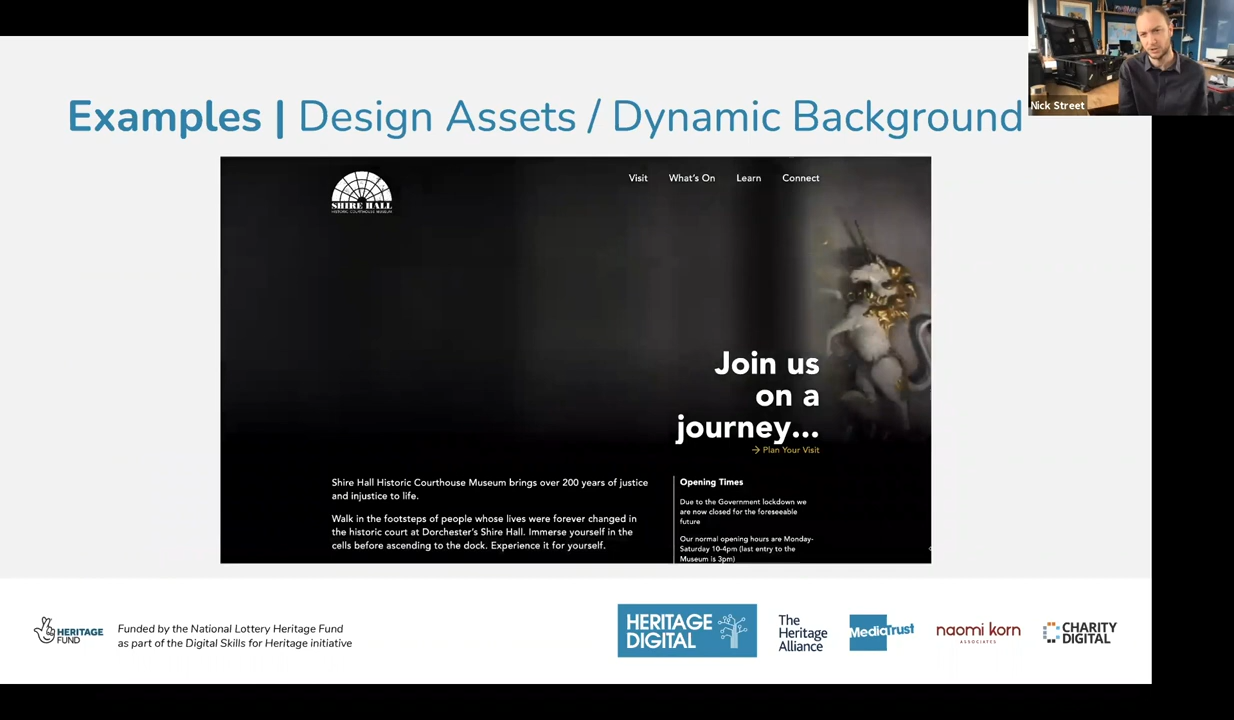 Nick Street
Examples | Design Assets / Dynamic Background
SHIRE HALL
HISTORIC COURTHOUSE MUSEUM
Visit What's On Learn Connect
Join us
on a
journey...
→ Plan Your Visit
Shire Hall Historic Courthouse Museum brings over 200 years of justice
and injustice to life.
Walk in the footsteps of people whose lives were forever changed in
the historic court at Dorchester's Shire Hall. Immerse yourself in the
cells before ascending to the dock. Experience it for yourself.
Opening Times
Due to the Government lockdown we
are now closed for the foreseeable
future
Our normal opening hours are Monday-
Saturday 10-4pm (last entry to the
Museum is 3pm)
HERITAGE
FUND
Funded by the National Lottery Heritage Fund
as part of the Digital Skills for Heritage initiative
HERITAGE
DIGITAL
The
Heritage
Alliance
MediaTrust
naomi korn
ASSOCIATES
CHARITY
DIGITAL